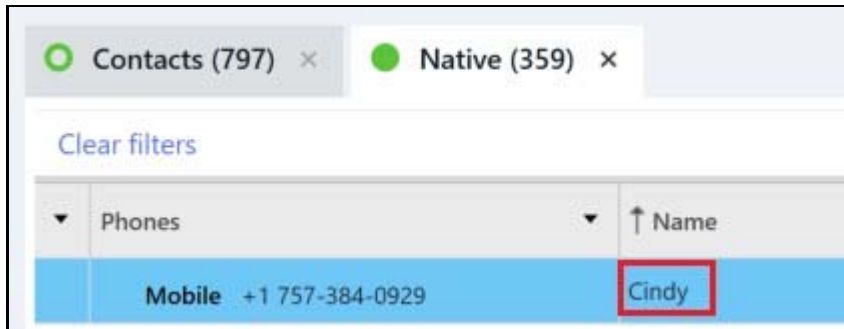 Contacts (797) × Native (359) ×
Clear filters
Phones ↑ Name
Mobile +1 757-384-0929 Cindy